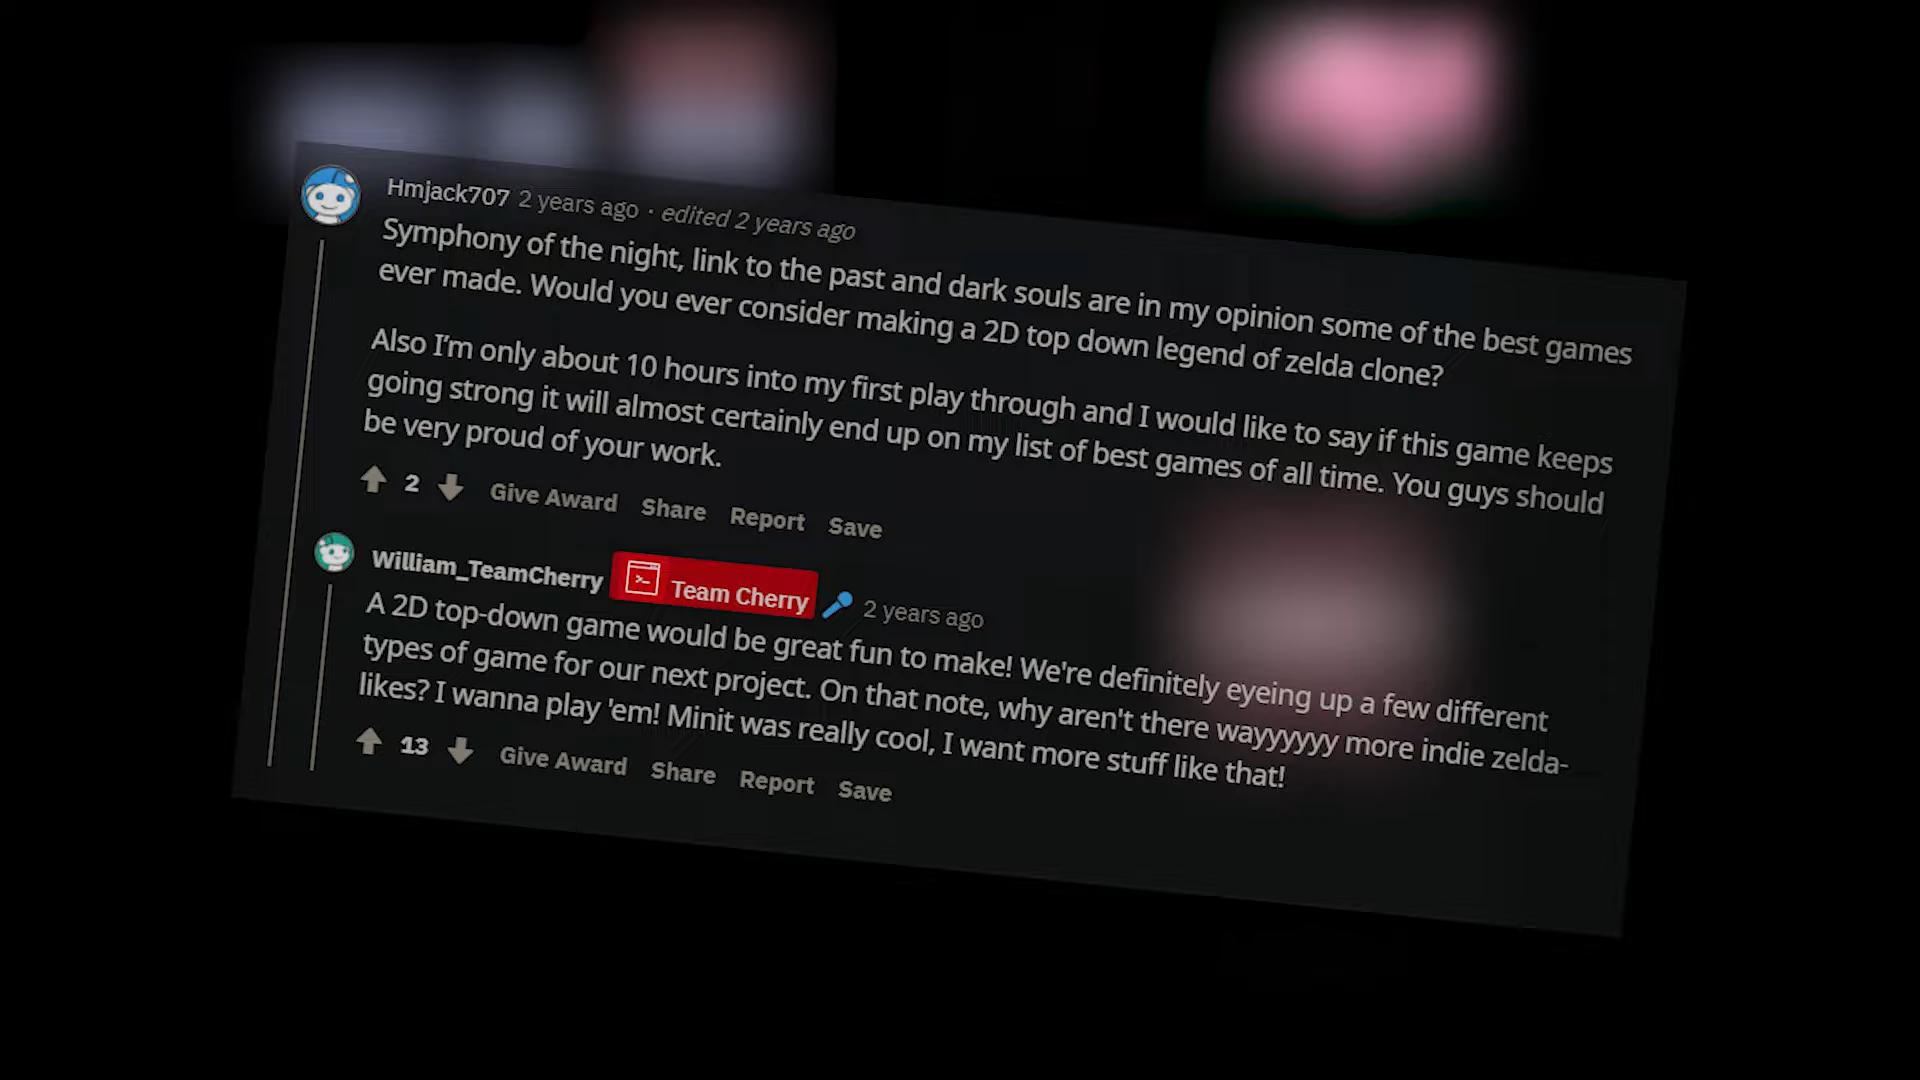 Hmjack707 2 years ago · edited 2 years ago
Symphony of the night, link to the past and dark souls are in my opinion some of the best games
ever made. Would you ever consider making a 2D top down legend of zelda clone?
Also I'm only about 10 hours into my first play through and I would like to say if this game keeps
going strong it will almost certainly end up on my list of best games of all time. You guys should
be very proud of your work.
2 Give Award Share Report Save
William_TeamCherry Team Cherry 2 years ago
A 2D top-down game would be great fun to make! We're definitely eyeing up a few different
types of game for our next project. On that note, why aren't there wayyyyyy more indie zelda-
likes? I wanna play 'em! Minit was really cool, I want more stuff like that!
13 Give Award Share Report Save